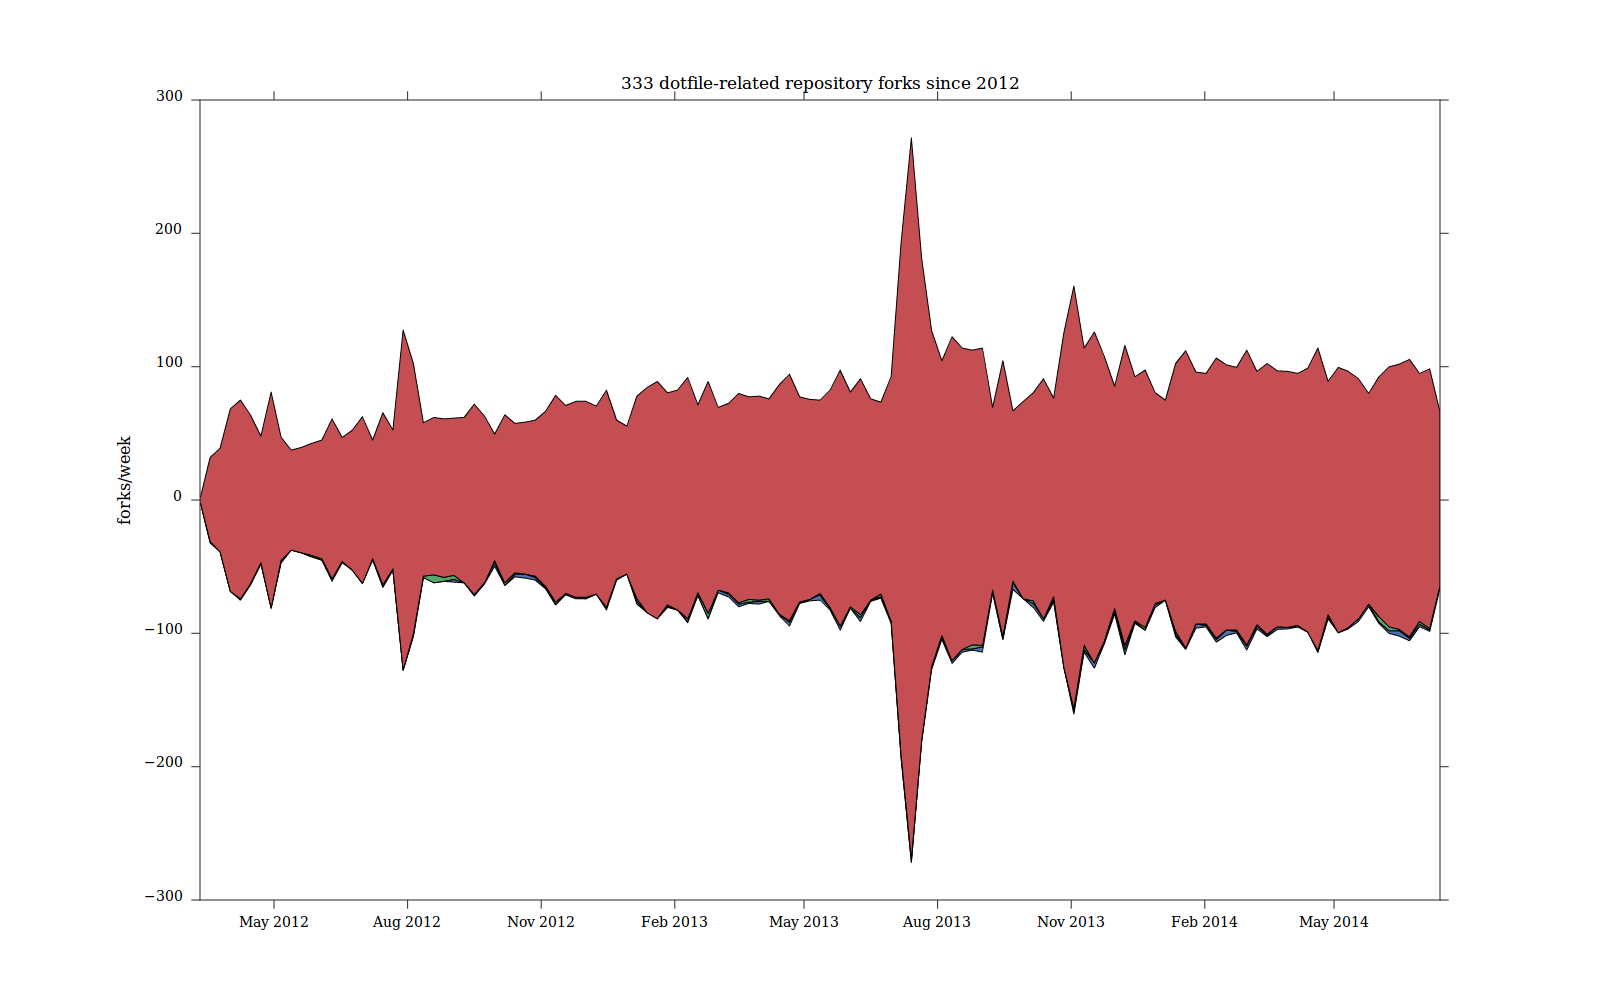 333 dotfile-related repository forks since 2012
300
200
100
0
−100
−200
−300
forks/week
May 2012
Aug 2012
Nov 2012
Feb 2013
May 2013
Aug 2013
Nov 2013
Feb 2014
May 2014